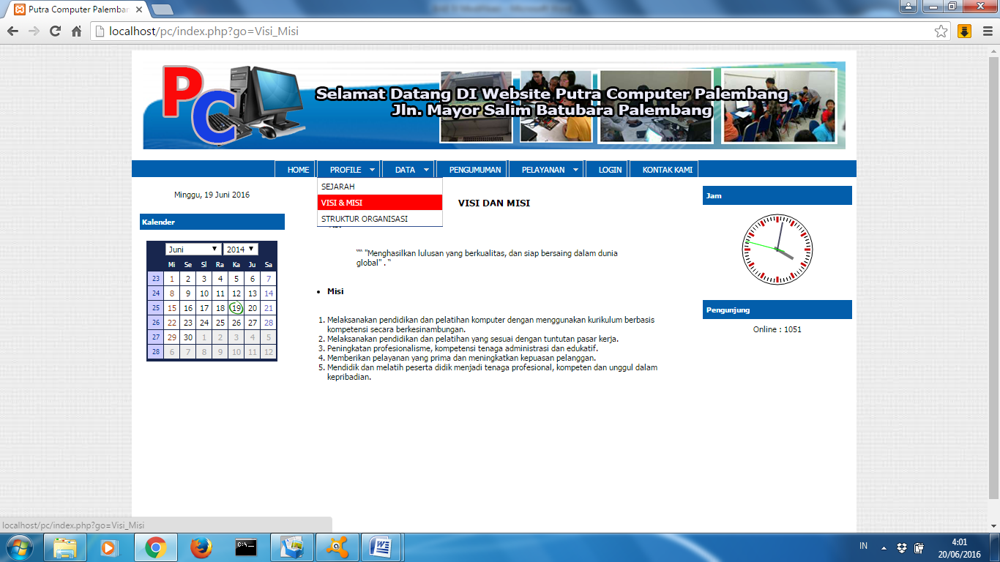 Putra Computer Palembar
localhost/pc/index.php?go=Visi_Misi
PC
Selamat Datang DI Website Putra Computer Palembang
Jln. Mayor Salim Batubara Palembang
HOME PROFILE DATA PENGUMUMAN PELAYANAN LOGIN KONTAK KAMI
SEJARAH
VISI & MISI
STRUKTUR ORGANISASI
Minggu, 19 Juni 2016
Kalender
Juni 2014
Mi Se Sl Ra Ka Ju Sa
23 1 2 3 4 5 6 7
24 8 9 10 11 12 13 14
25 15 16 17 18 19 20 21
26 22 23 24 25 26 27 28
27 29 30 1 2 3 4 5
28 6 7 8 9 10 11 12
VISI DAN MISI
"“ "Menghasilkan lulusan yang berkualitas, dan siap bersaing dalam dunia
global" . “
• Misi
1. Melaksanakan pendidikan dan pelatihan komputer dengan menggunakan kurikulum berbasis
kompetensi secara berkesinambungan.
2. Melaksanakan pendidikan dan pelatihan yang sesuai dengan tuntutan pasar kerja.
3. Peningkatan profesionalisme, kompetensi tenaga administrasi dan edukatif.
4. Memberikan pelayanan yang prima dan meningkatkan kepuasan pelanggan.
5. Mendidik dan melatih peserta didik menjadi tenaga profesional, kompeten dan unggul dalam
kepribadian.
Jam
Pengunjung
Online : 1051
localhost/pc/index.php?go=Visi_Misi
C:\_
IN
4:01
20/06/2016